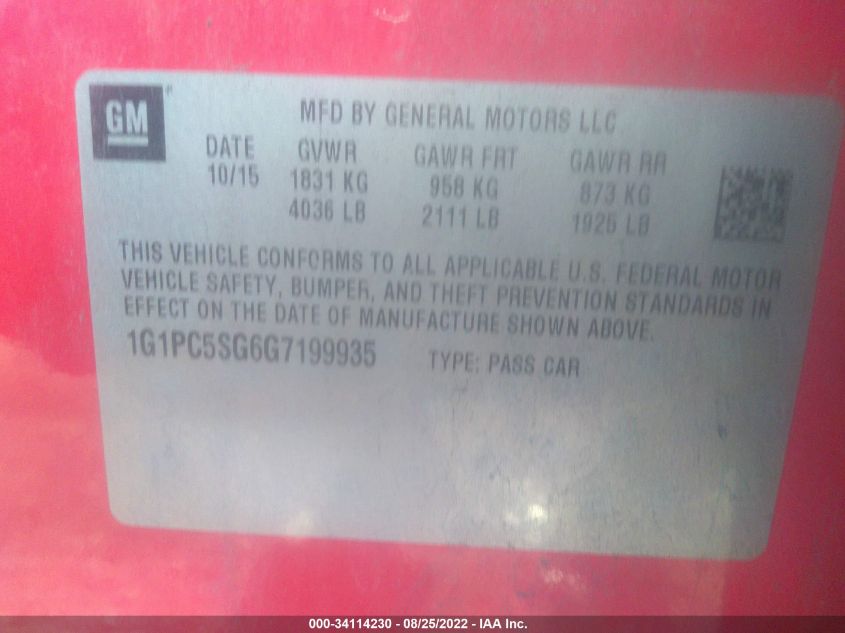 GM
MFD BY GENERAL MOTORS LLC
DATE GVWR GAWR FRT GAWR RR
10/15 1831 KG 958 KG 873 KG
4036 LB 2111 LB 1925 LB
THIS VEHICLE CONFORMS TO ALL APPLICABLE U.S. FEDERAL MOTOR
VEHICLE SAFETY, BUMPER, AND THEFT PREVENTION STANDARDS IN
EFFECT ON THE DATE OF MANUFACTURE SHOWN ABOVE.
1G1PC5SG6G7199935 TYPE: PASS CAR
000-34114230 - 08/25/2022 - IAA Inc.